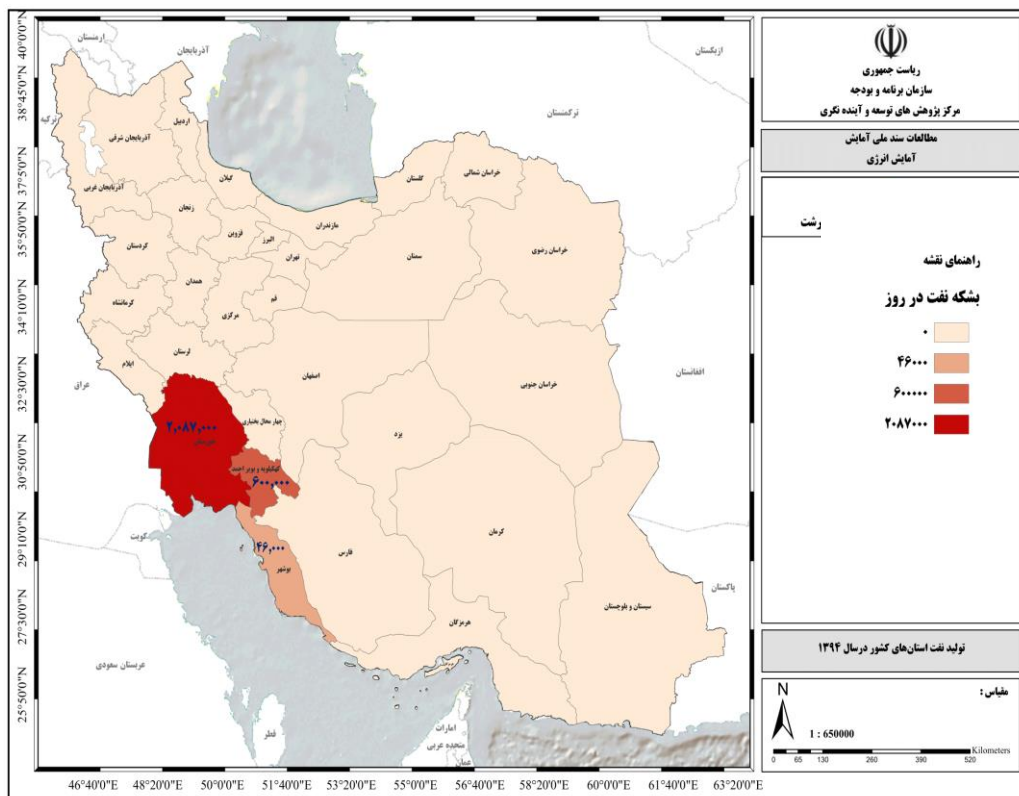 ریاست جمهوری
سازمان برنامه و بودجه
مرکز پژوهش های توسعه و آینده نگری
مطالعات سند ملی آمایش
آمایش انرژی
رشت
راهنمای نقشه
بشکه نفت در روز
۰
۴۶۰۰۰
۶۰۰۰۰۰
۲۰۸۷۰۰۰
تولید نفت استان‌های کشور درسال ۱۳۹۴
مقیاس :
N
1 : 650000
Kilometers
0 65 130 260 390 520
ارمنستان
آذربایجان
ازبکستان
ترکمنستان
ترکیه
اردبیل
آذربایجان شرقی
آذربایجان غربی
گیلان
گلستان
خراسان شمالی
زنجان
مازندران
قزوین
البرز
تهران
سمنان
خراسان رضوی
کردستان
همدان
قم
کرمانشاه
مرکزی
لرستان
ایلام
اصفهان
عراق
افغانستان
خراسان جنوبی
چهار محال بختیاری
یزد
۲,۰۸۷,۰۰۰
کهگیلویه و بویر احمد
۶۰۰,۰۰۰
کویت
۴۶,۰۰۰
بوشهر
فارس
کرمان
پاکستان
سیستان و بلوچستان
هرمزگان
عربستان سعودی
قطر
امارات
متحده عربی
عمان
40°0'0"N
38°45'0"N
37°5'0"N
35°50'0"N
34°10'0"N
32°30'0"N
30°50'0"N
29°10'0"N
27°30'0"N
25°50'0"N
46°40'0"E 48°20'0"E 50°0'0"E 51°40'0"E 53°20'0"E 55°0'0"E 56°40'0"E 58°20'0"E 60°0'0"E 61°40'0"E 63°20'0"E